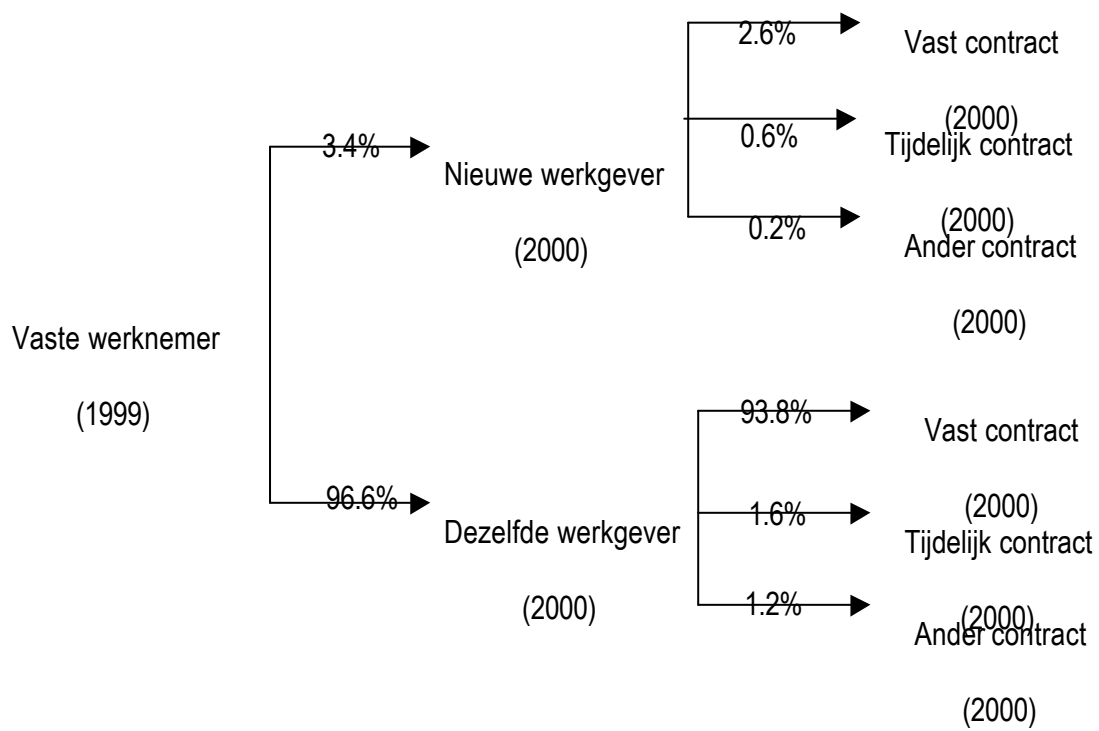 Vaste werknemer
(1999)
3.4%
Nieuwe werkgever
(2000)
2.6%
Vast contract
(2000)
0.6%
Tijdelijk contract
(2000)
0.2%
Ander contract
(2000)
96.6%
Dezelfde werkgever
(2000)
93.8%
Vast contract
(2000)
1.6%
Tijdelijk contract
(2000)
1.2%
Ander contract
(2000)